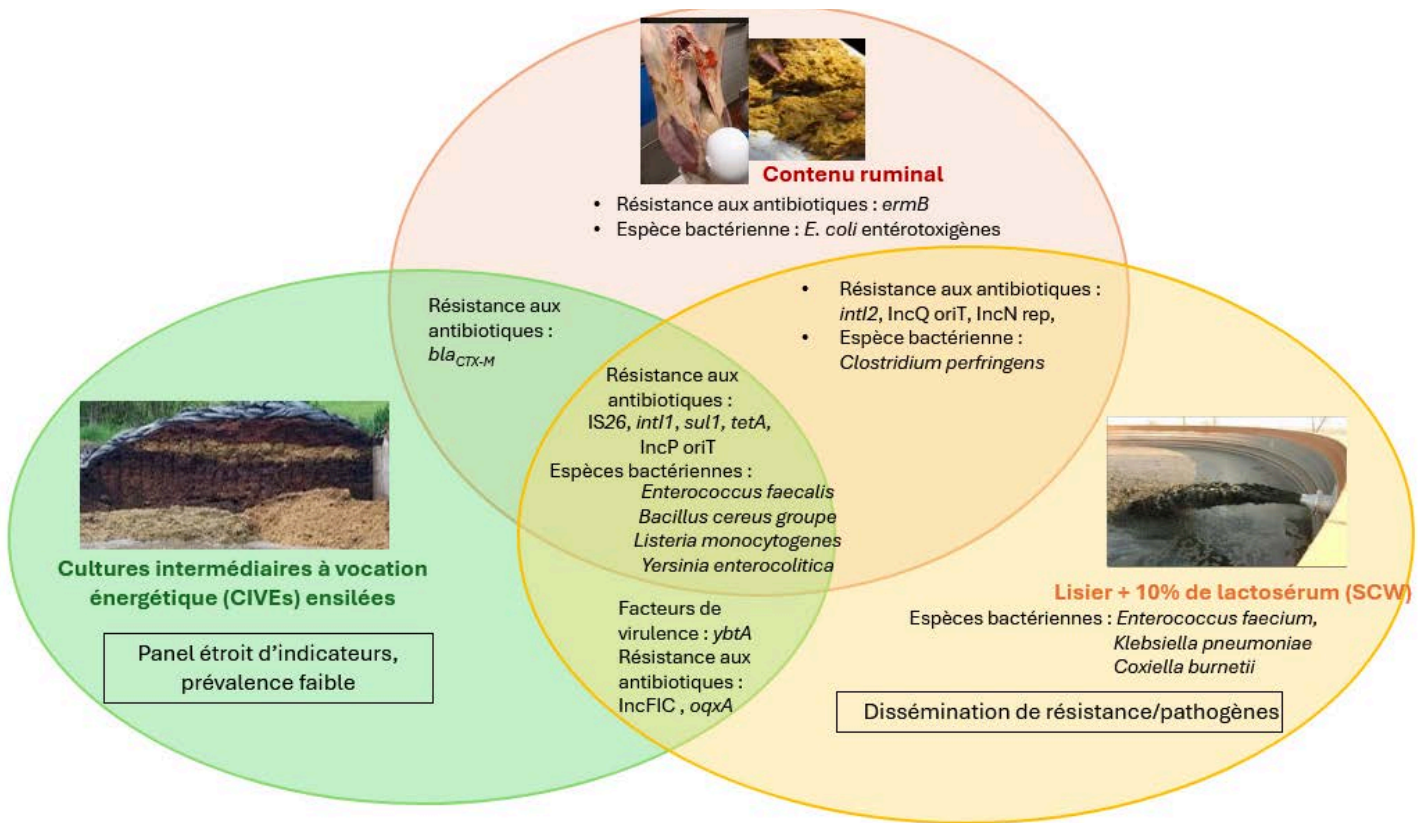 Contenu ruminal
• Résistance aux antibiotiques : ermB
• Espèce bactérienne : E. coli entérotoxigènes
Résistance aux
antibiotiques :
bla CTX-M
• Résistance aux antibiotiques :
intI2, IncQ oriT, IncN rep,
• Espèce bactérienne :
Clostridium perfringens
Résistance aux
antibiotiques :
IS26, intI1, sul1, tetA,
IncP oriT
Espèces bactériennes :
Enterococcus faecalis
Bacillus cereus groupe
Listeria monocytogenes
Yersinia enterocolitica
Cultures intermédiaires à vocation
énergétique (CIVEs) ensilées
Panel étroit d’indicateurs,
prévalence faible
Facteurs de
virulence : ybtA
Résistance aux
antibiotiques :
IncFIC , oqxA
Lisier + 10% de lactosérum (SCW)
Espèces bactériennes : Enterococcus faecium,
Klebsiella pneumoniae
Coxiella burnetii
Dissémination de résistance/pathogènes